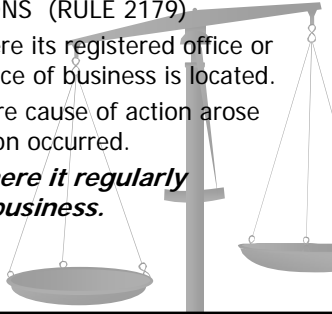 NS (RULE 2179)
ere its registered office or
ce of business is located.
re cause of action arose
on occurred.
here it regularly
business.